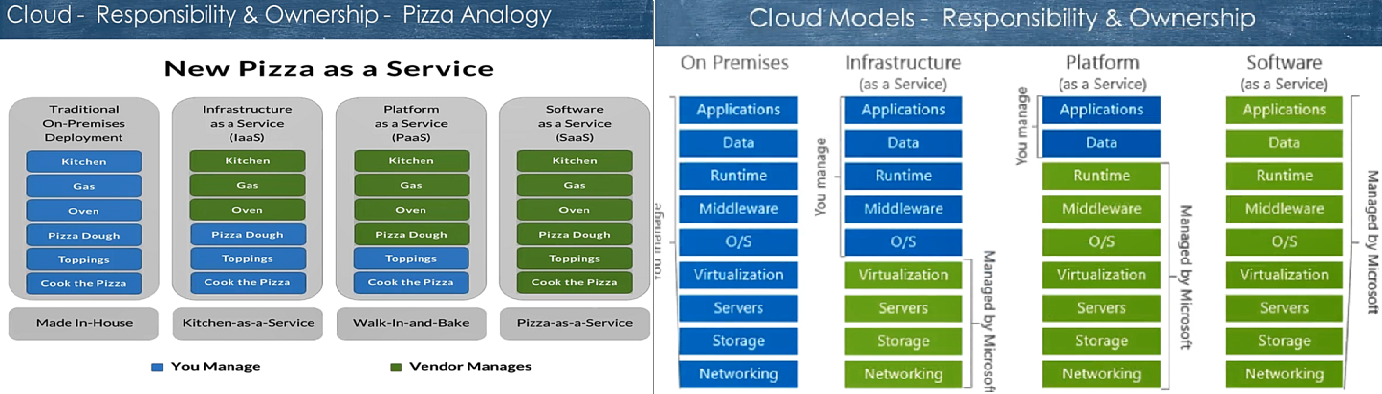 Cloud - Responsibility & Ownership - Pizza Analogy
New Pizza as a Service
Traditional
On-Premises
Deployment
Kitchen
Gas
Oven
Pizza Dough
Toppings
Cook the Pizza
Made In-House
Infrastructure
as a Service
(IaaS)
Kitchen
Gas
Oven
Pizza Dough
Toppings
Cook the Pizza
Kitchen-as-a-Service
Platform
as a Service
(PaaS)
Kitchen
Gas
Oven
Pizza Dough
Toppings
Cook the Pizza
Walk-In-and-Bake
Software
as a Service
(SaaS)
Kitchen
Gas
Oven
Pizza Dough
Toppings
Cook the Pizza
Pizza-as-a-Service
You Manage
Vendor Manages
Cloud Models - Responsibility & Ownership
On Premises
You manage
Applications
Data
Runtime
Middleware
O/S
Virtualization
Servers
Storage
Networking
Infrastructure
(as a Service)
You manage
Applications
Data
Runtime
Middleware
O/S
Virtualization
Servers
Storage
Networking
Managed by Microsoft
Platform
(as a Service)
You manage
Applications
Data
Runtime
Middleware
O/S
Virtualization
Servers
Storage
Networking
Managed by Microsoft
Software
(as a Service)
Applications
Data
Runtime
Middleware
O/S
Virtualization
Servers
Storage
Networking
Managed by Microsoft